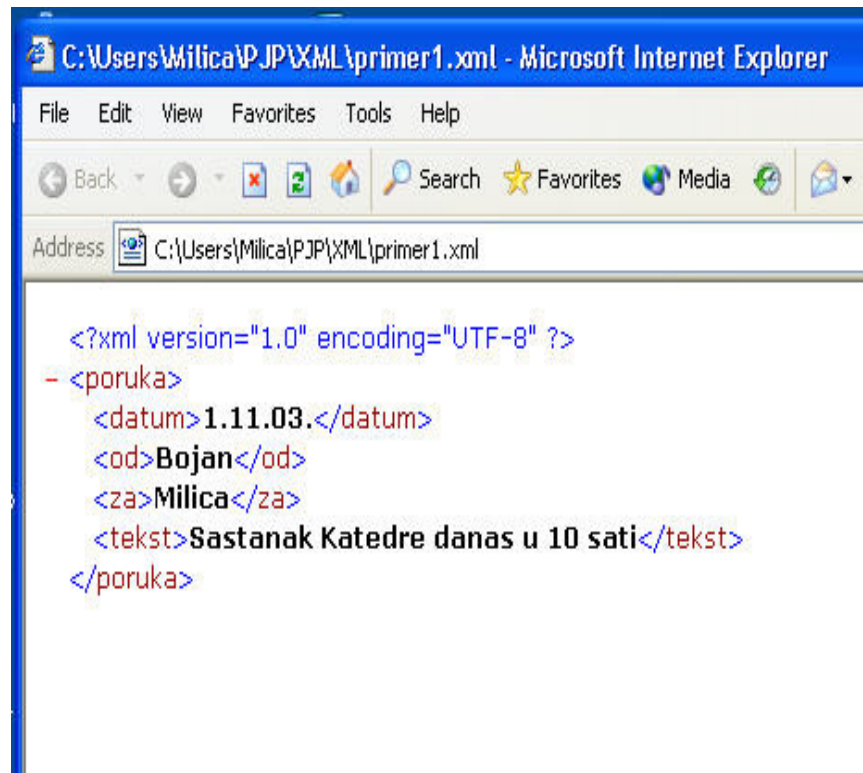 C:\Users\Milica\PJP\XML\primer1.xml - Microsoft Internet Explorer
File Edit View Favorites Tools Help
Back Search Favorites Media
Address C:\Users\Milica\PJP\XML\primer1.xml
<?xml version="1.0" encoding="UTF-8" ?>
- <poruka>
<datum>1.11.03.</datum>
<od>Bojan</od>
<za>Milica</za>
<tekst>Sastanak Katedre danas u 10 sati</tekst>
</poruka>